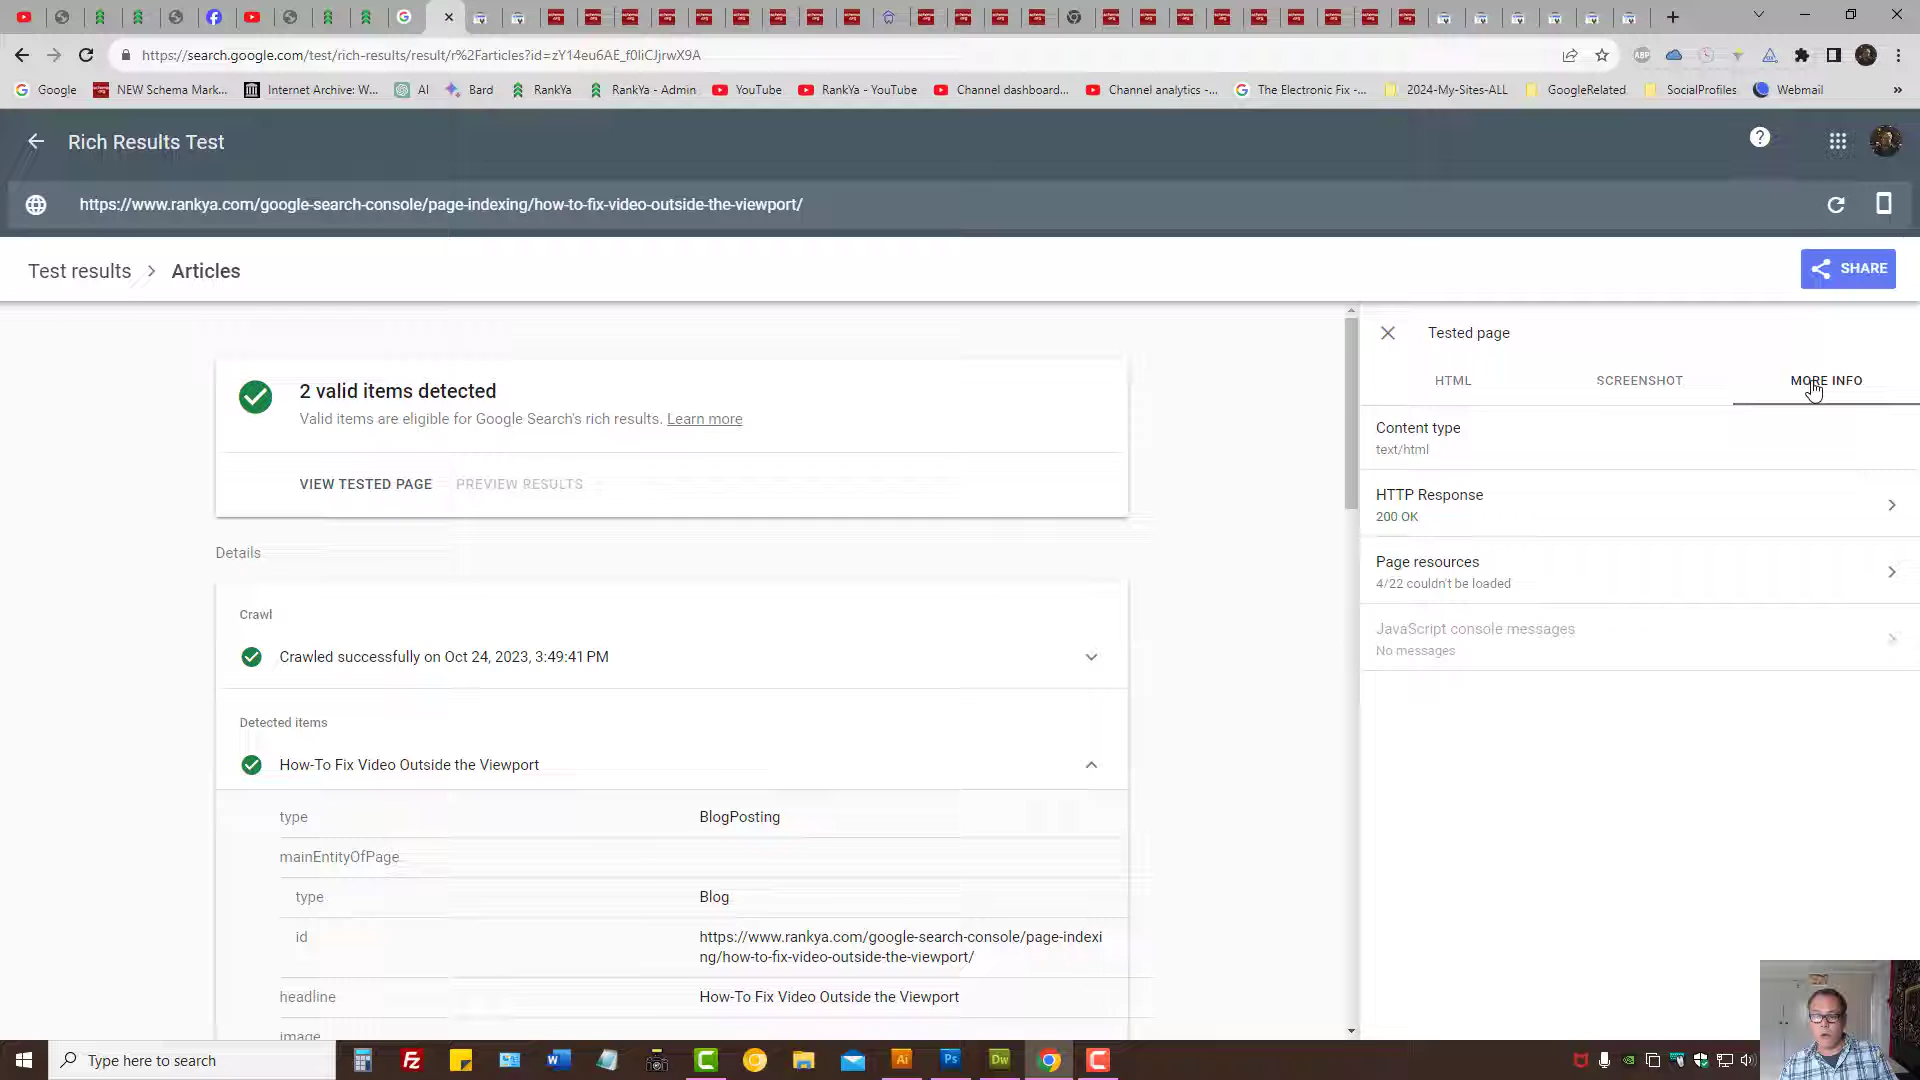 https://search.google.com/test/rich-results/result/r%2Farticles?id=zY14eu6AE_f0liCJjrwX9A
Google
NEW Schema Mark...
Internet Archive: W...
AI
Bard
RankYa
RankYa - Admin
YouTube
RankYa - YouTube
Channel dashboard...
Channel analytics -...
The Electronic Fix -...
2024-My-Sites-ALL
GoogleRelated
SocialProfiles
Webmail
»
Rich Results Test
https://www.rankya.com/google-search-console/page-indexing/how-to-fix-video-outside-the-viewport/
Test results > Articles
SHARE
2 valid items detected
Valid items are eligible for Google Search's rich results. Learn more
VIEW TESTED PAGE
PREVIEW RESULTS
Details
Crawl
Crawled successfully on Oct 24, 2023, 3:49:41 PM
Detected items
How-To Fix Video Outside the Viewport
type BlogPosting
mainEntityOfPage
type Blog
id https://www.rankya.com/google-search-console/page-indexi
ng/how-to-fix-video-outside-the-viewport/
headline How-To Fix Video Outside the Viewport
image
Tested page
HTML
SCREENSHOT
MORE INFO
Content type
text/html
HTTP Response
200 OK
Page resources
4/22 couldn't be loaded
JavaScript console messages
No messages
Type here to search